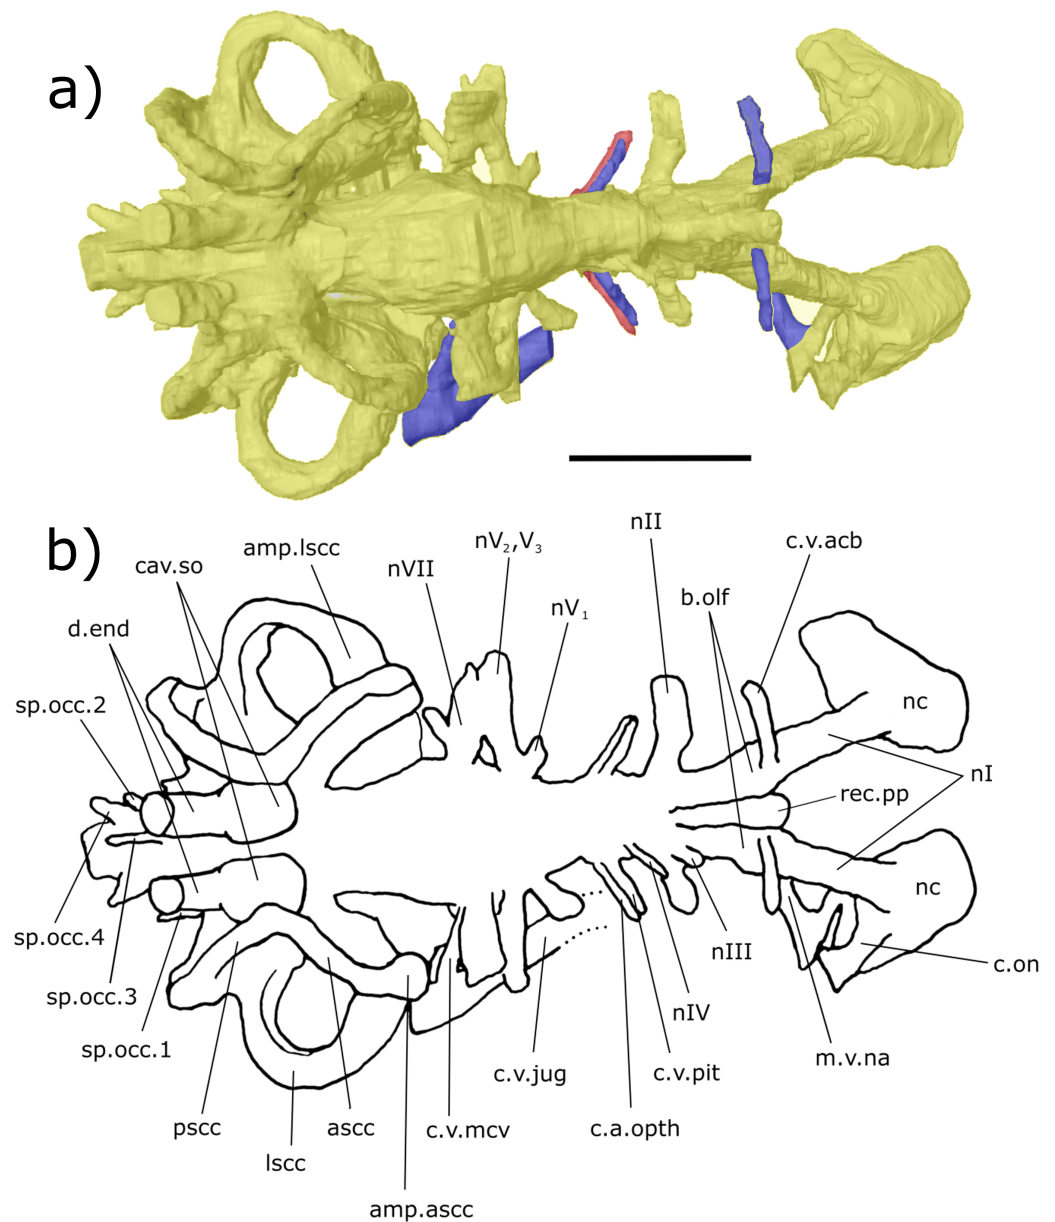 a)
b)
nII
nV₂,V₃
c.v.acb
amp.lscc
cav.so
nVII
b.olf
nV₁
d.end
sp.occ.2
nc
nI
rec.pp
nc
sp.occ.4
nIII
c.on
sp.occ.3
nIV
sp.occ.1
m.v.na
c.v.jug
c.v.pit
pscc
ascc
c.v.mcv
c.a.opth
lscc
amp.ascc